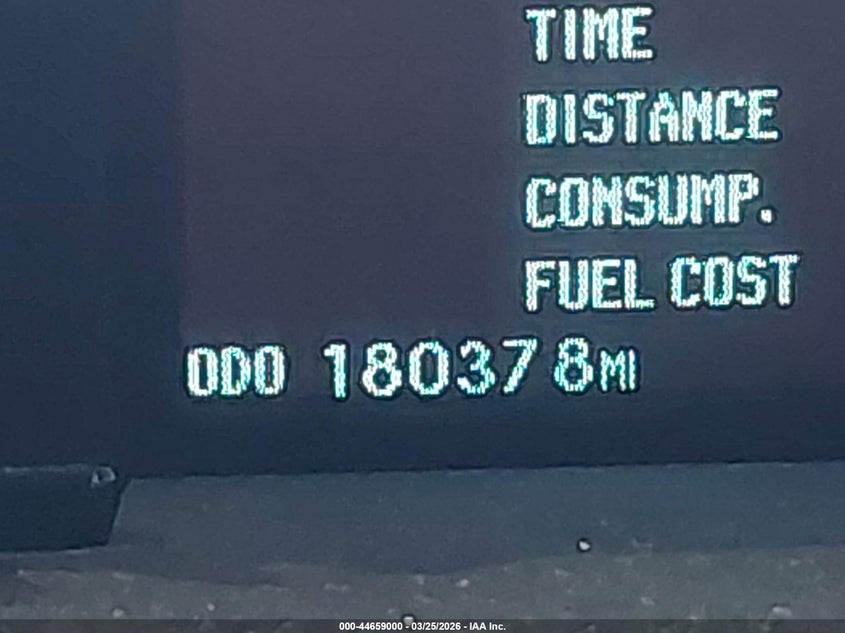 TIME
DISTANCE
CONSUMP.
FUEL COST
ODO 180378MI
000-44659000 - 03/25/2026 - IAA Inc.